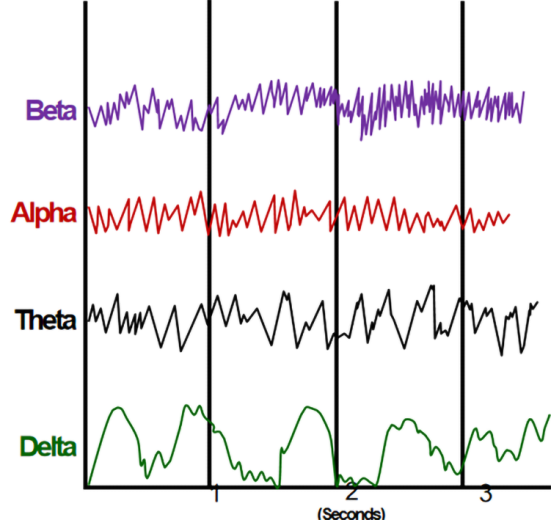 Beta
Alpha
Theta
Delta
1 2 3
(Seconds)